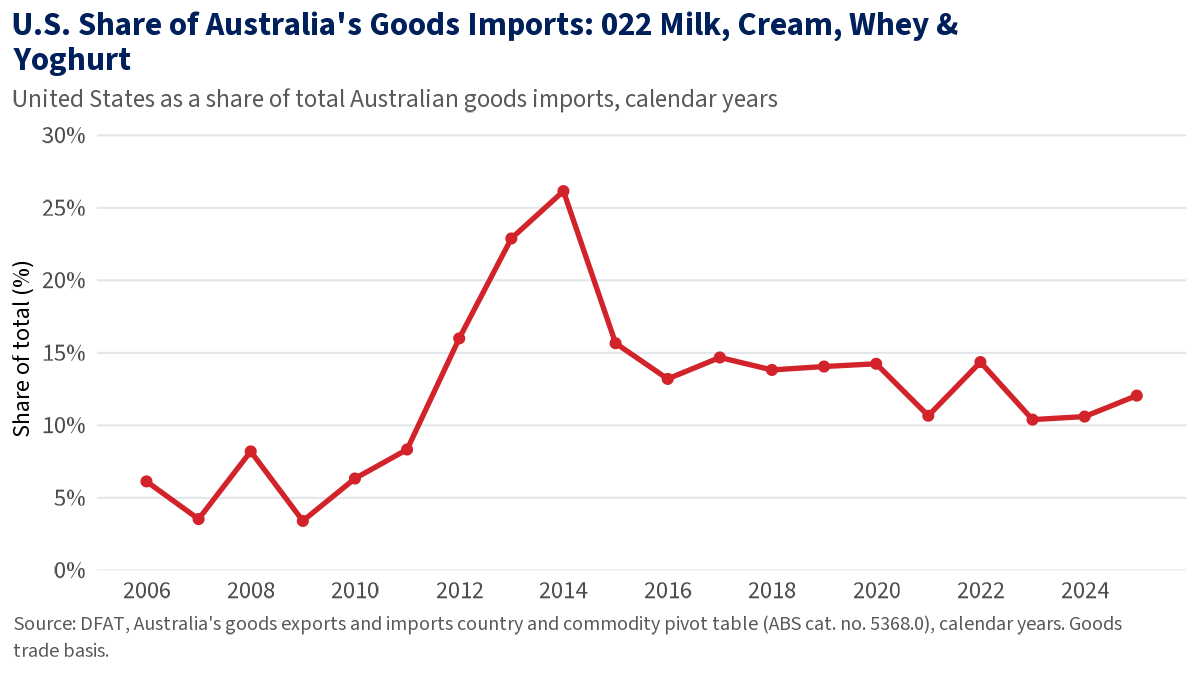 U.S. Share of Australia's Goods Imports: 022 Milk, Cream, Whey &
Yoghurt
United States as a share of total Australian goods imports, calendar years
30%
25%
20%
15%
10%
5%
0%
Share of total (%)
2006 2008 2010 2012 2014 2016 2018 2020 2022 2024
Source: DFAT, Australia's goods exports and imports country and commodity pivot table (ABS cat. no. 5368.0), calendar years. Goods
trade basis.